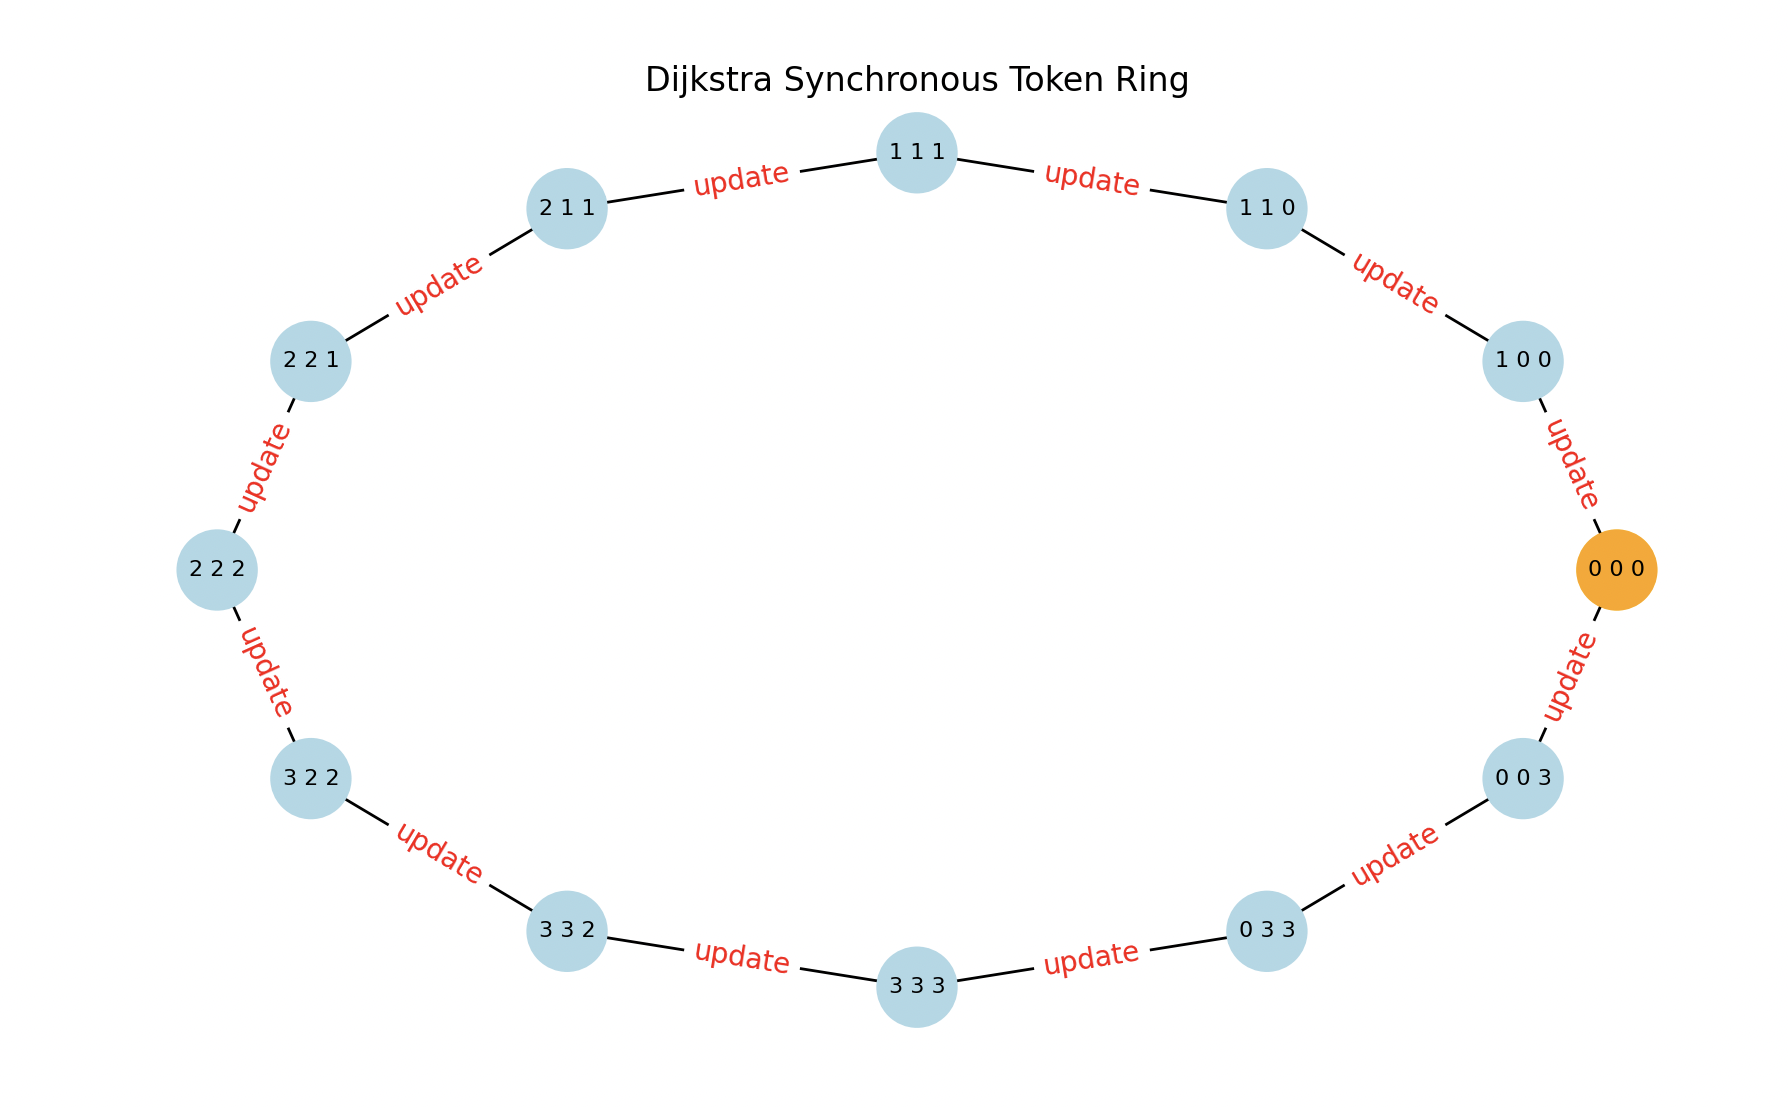 Dijkstra Synchronous Token Ring
1 1 1
update
update
2 1 1
1 1 0
update
update
2 2 1
1 0 0
update
update
2 2 2
0 0 0
update
update
3 2 2
0 0 3
update
update
3 3 2
0 3 3
update
update
3 3 3